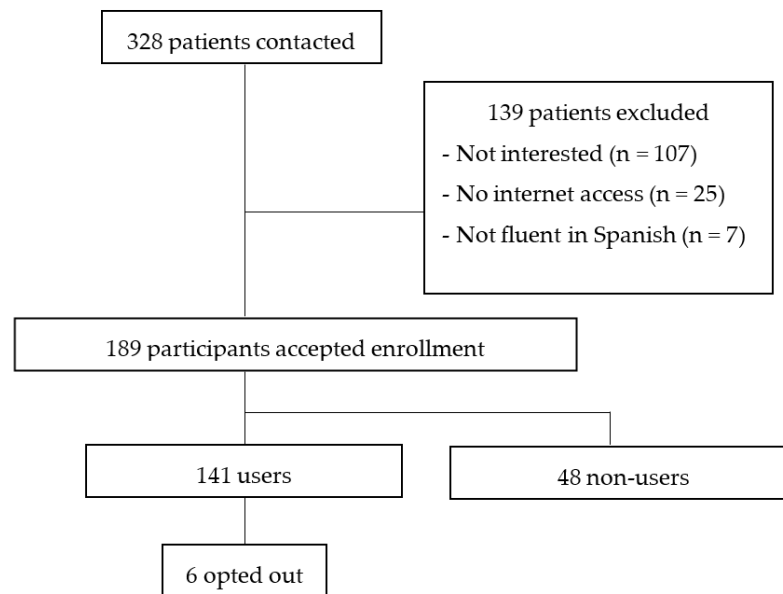 328 patients contacted
139 patients excluded
- Not interested (n = 107)
- No internet access (n = 25)
- Not fluent in Spanish (n = 7)
189 participants accepted enrollment
141 users
48 non-users
6 opted out